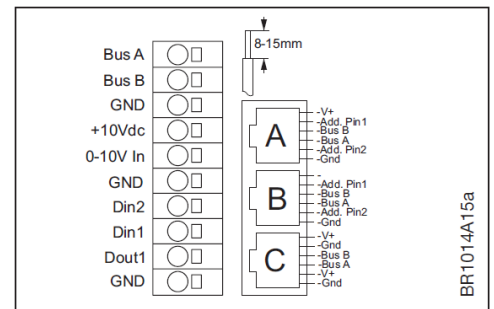 Bus A
Bus B
GND
+10Vdc
0-10V In
GND
Din2
Din1
Dout1
GND
8-15mm
A
-V+
-Add. Pin1
-Bus B
-Bus A
-Add. Pin2
-Gnd
B
-
-Add. Pin1
-Bus B
-Bus A
-Add. Pin2
-Gnd
C
-V+
-Gnd
-Bus B
-Bus A
-V+
-Gnd
BR1014A15a